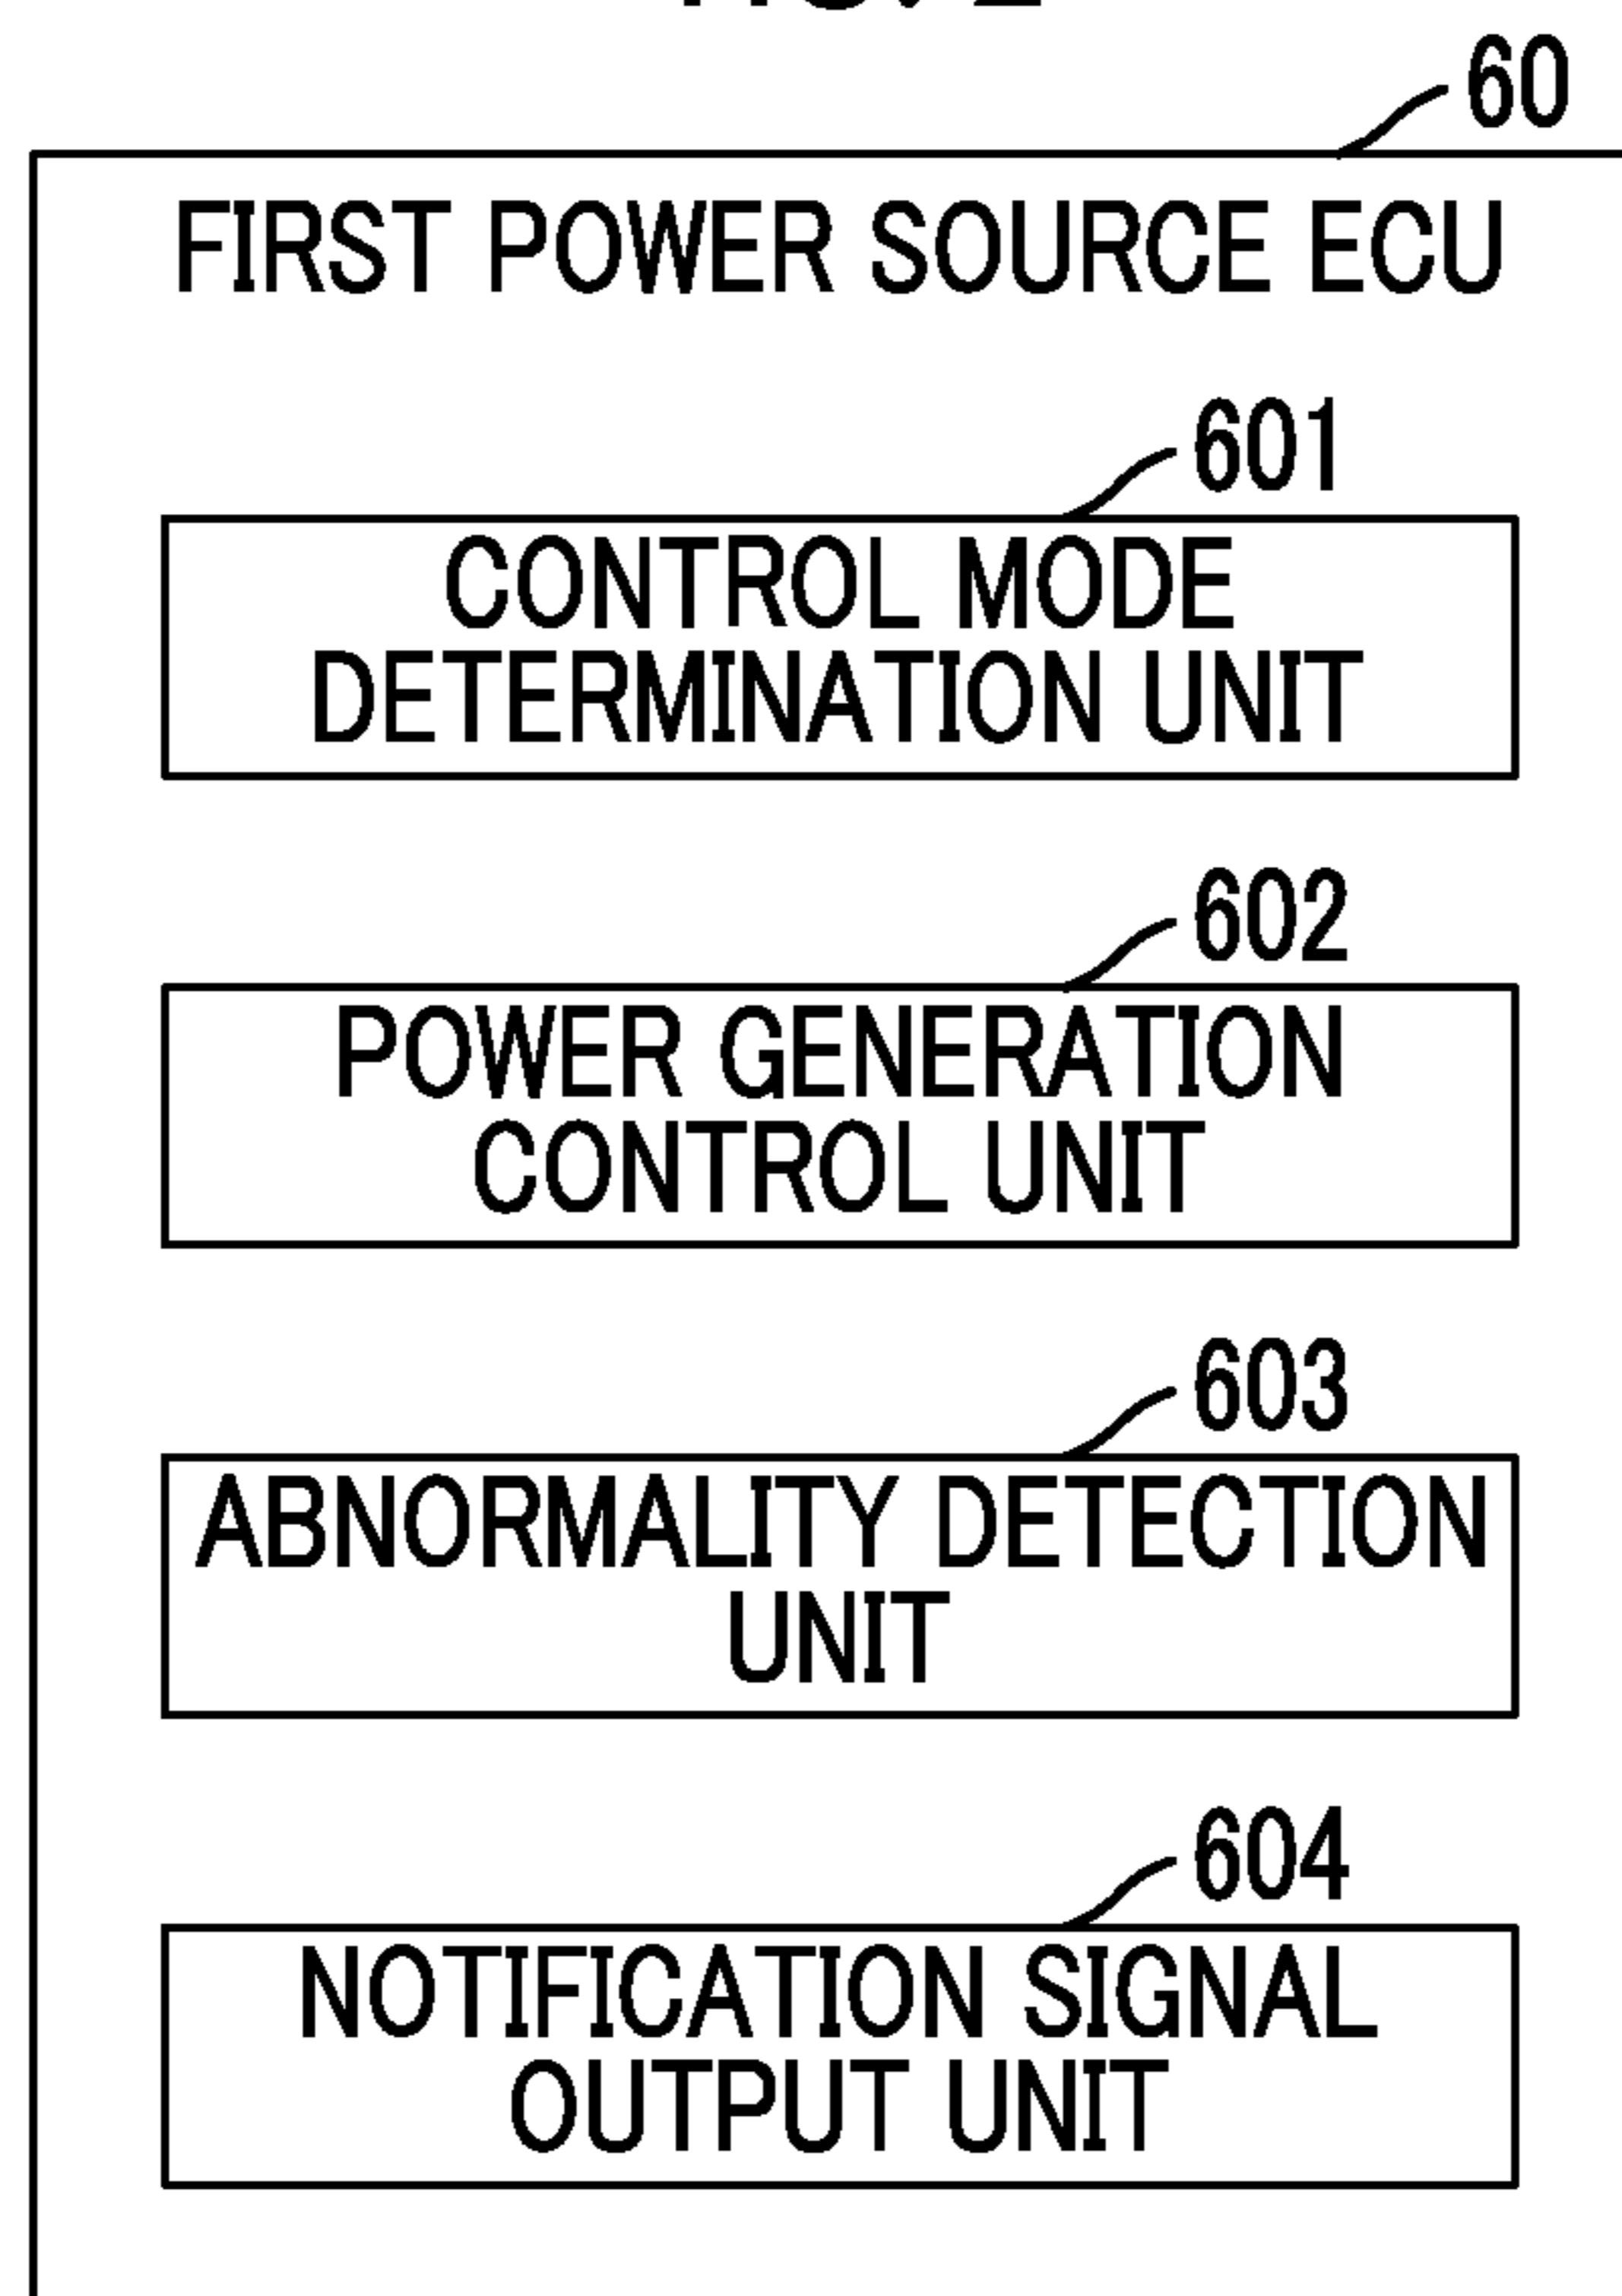 60
FIRST POWER SOURCE ECU
601
CONTROL MODE
DETERMINATION UNIT
602
POWER GENERATION
CONTROL UNIT
603
ABNORMALITY DETECTION
UNIT
604
NOTIFICATION SIGNAL
OUTPUT UNIT